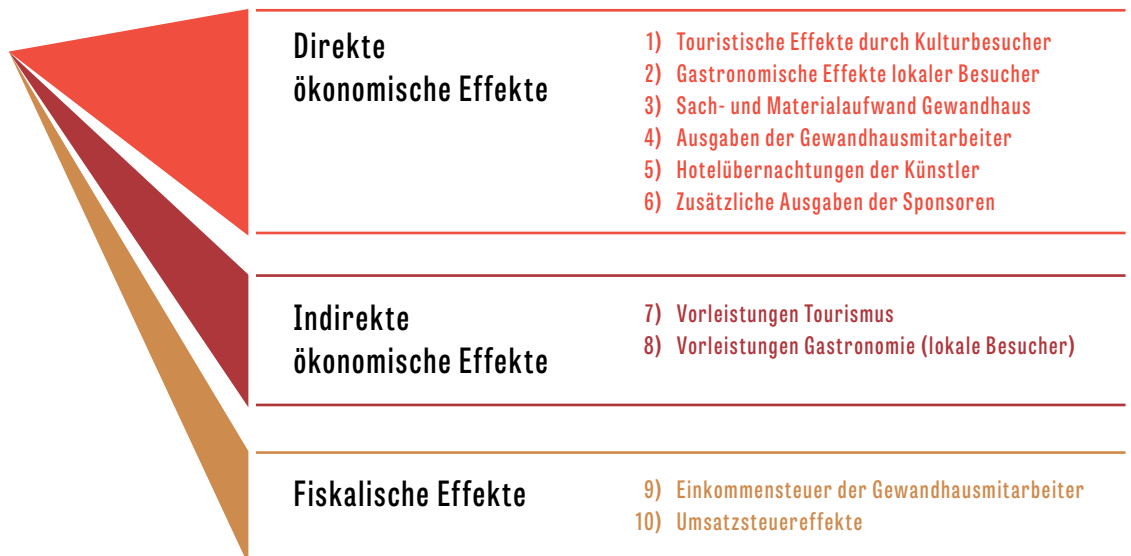 Direkte
ökonomische Effekte
1) Touristische Effekte durch Kulturbesucher
2) Gastronomische Effekte lokaler Besucher
3) Sach- und Materialaufwand Gewandhaus
4) Ausgaben der Gewandhausmitarbeiter
5) Hotelübernachtungen der Künstler
6) Zusätzliche Ausgaben der Sponsoren
Indirekte
ökonomische Effekte
7) Vorleistungen Tourismus
8) Vorleistungen Gastronomie (lokale Besucher)
Fiskalische Effekte
9) Einkommensteuer der Gewandhausmitarbeiter
10) Umsatzsteuereffekte